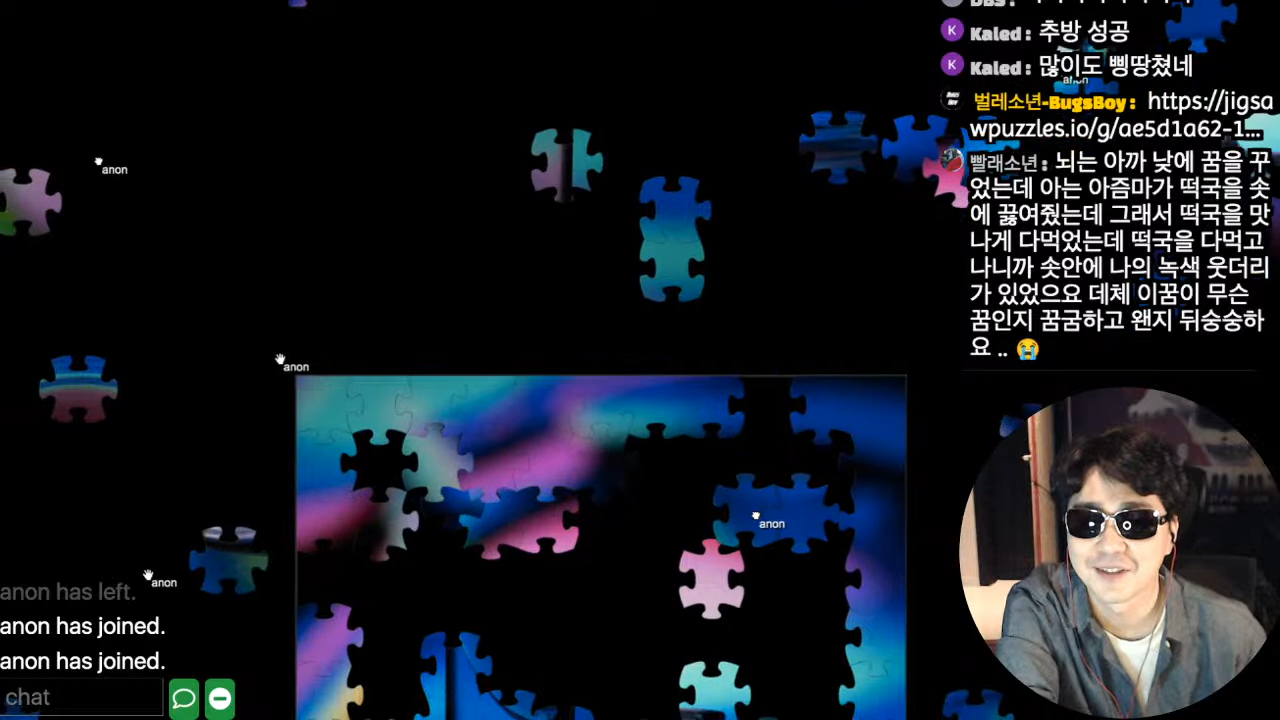 Kaled : 추방 성공
Kaled : 많이도 삥땅쳤네
벌레소년-BugsBoy : https://jigsa
wpuzzles.io/g/ae5d1a62-1...
빨래소년 : 뇌는 아까 낮에 꿈을 꾸
었는데 아는 아즘마가 떡국을 솟
에 끓여줬는데 그래서 떡국을 맛
나게 다먹었는데 떡국을 다먹고
나니까 솟안에 나의 녹색 웃더리
가 있었으요 데체 이꿈이 무슨
꿈인지 꿈굼하고 왠지 뒤숭숭하
요 .. 😭
anon
anon
anon
anon
anon
anon has left.
anon has joined.
anon has joined.
chat